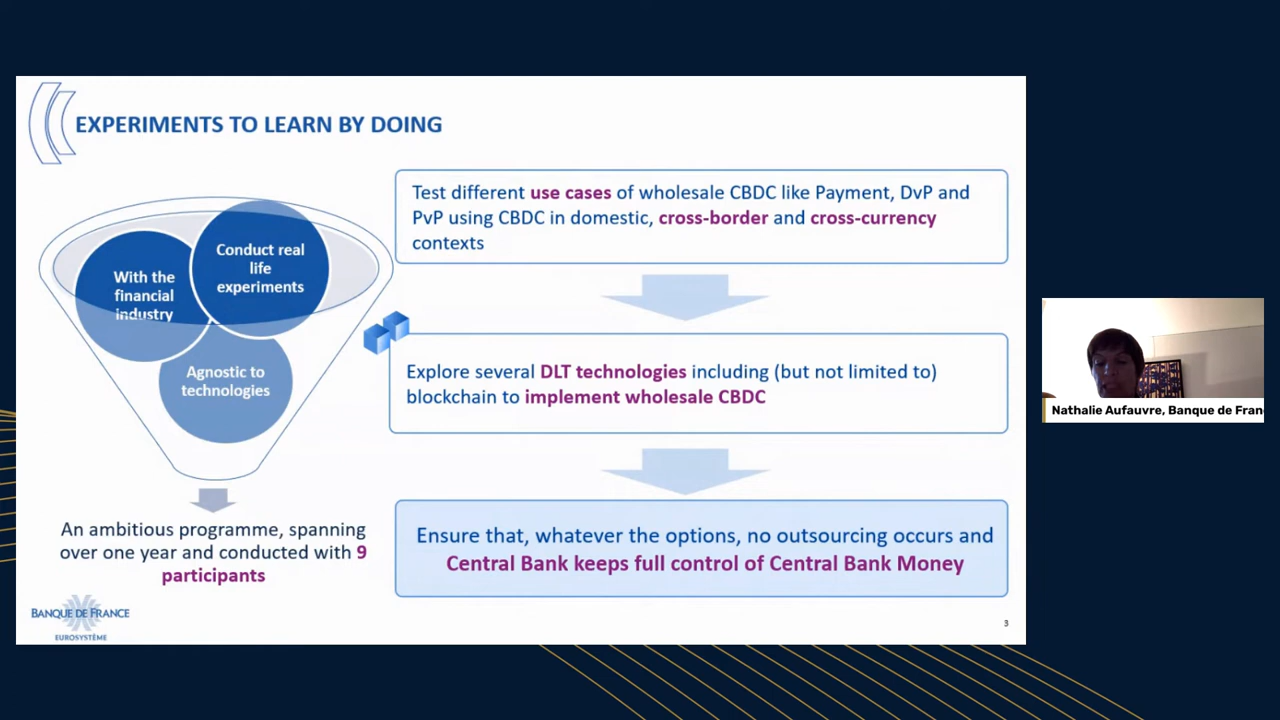 EXPERIMENTS TO LEARN BY DOING
With the
financial
industry
Conduct real
life
experiments
Agnostic to
technologies
An ambitious programme, spanning
over one year and conducted with 9
participants
Test different use cases of wholesale CBDC like Payment, DvP and
PvP using CBDC in domestic, cross-border and cross-currency
contexts
Explore several DLT technologies including (but not limited to)
blockchain to implement wholesale CBDC
Ensure that, whatever the options, no outsourcing occurs and
Central Bank keeps full control of Central Bank Money
BANQUE DE FRANCE
EUROSYSTÈME
3
Nathalie Aufauvre, Banque de Fran